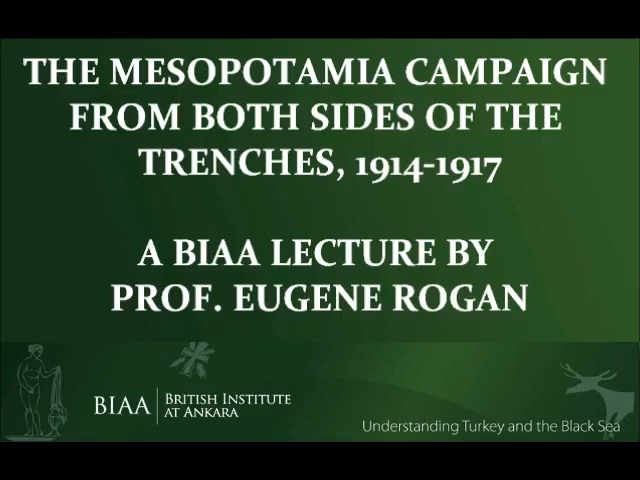 THE MESOPOTAMIA CAMPAIGN
FROM BOTH SIDES OF THE
TRENCHES, 1914-1917
A BIAA LECTURE BY
PROF. EUGENE ROGAN
BIAA BRITISH INSTITUTE
AT ANKARA
Understanding Turkey and the Black Sea